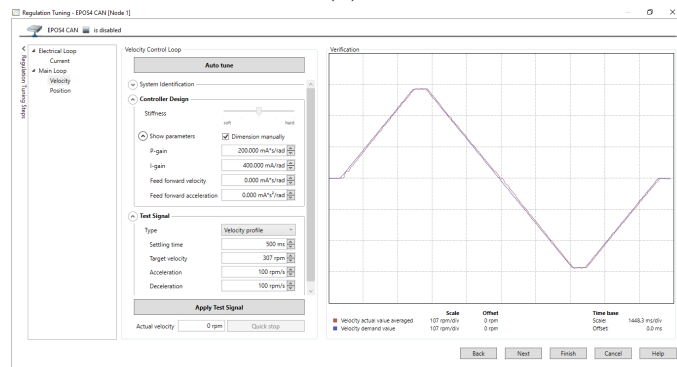 Regulation Tuning - EPOS4 CAN [Node 1]
EPOS4 CAN is disabled
Regulation Tuning Steps
Electrical Loop
Current
Main Loop
Velocity
Position
Velocity Control Loop
Auto tune
System Identification
Controller Design
Stiffness
soft hard
Show parameters Dimension manually
P-gain 200.000 mA*s/rad
I-gain 400.000 mA/rad
Feed forward velocity 0.000 mA*s/rad
Feed forward acceleration 0.000 mA*s²/rad
Test Signal
Type Velocity profile
Settling time 500 ms
Target velocity 307 rpm
Acceleration 100 rpm/s
Deceleration 100 rpm/s
Apply Test Signal
Actual velocity 0 rpm Quick stop
Verification
Scale Offset Time base
Velocity actual value averaged 107 rpm/div 0 rpm Scale: 1448.3 ms/div
Velocity demand value 107 rpm/div 0 rpm Offset: 0.0 ms
Back Next Finish Cancel Help